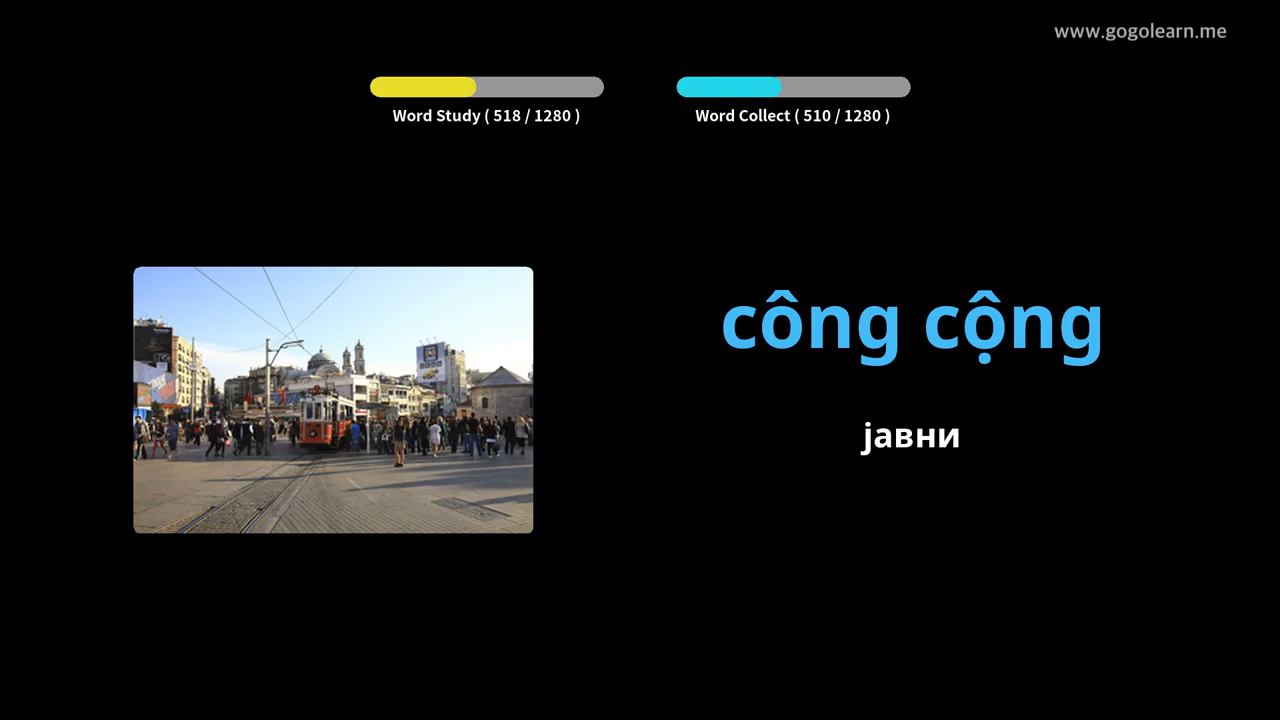 www.gogolearn.me
Word Study ( 518 / 1280 )
Word Collect ( 510 / 1280 )
công cộng
јавни